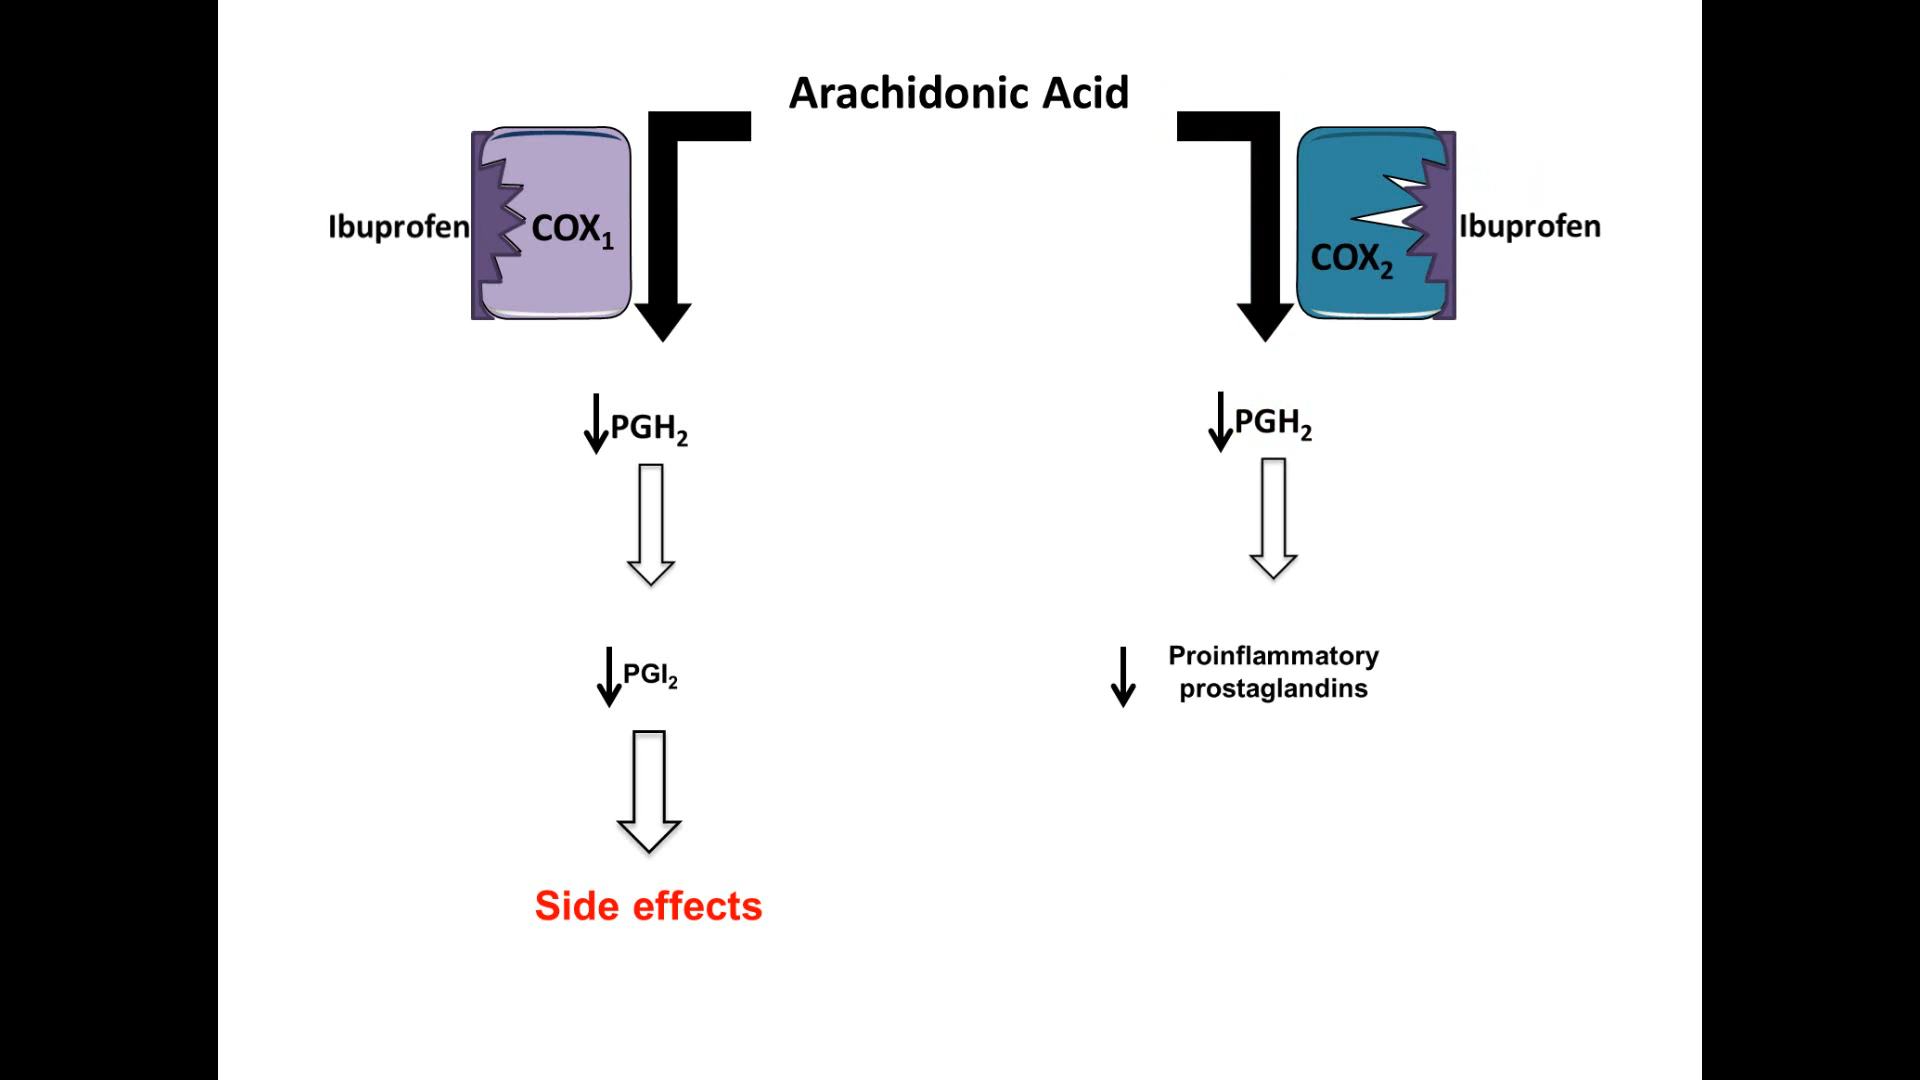 Arachidonic Acid
Ibuprofen
COX₁
COX₂
Ibuprofen
PGH₂
PGH₂
PGI₂
Proinflammatory
prostaglandins
Side effects